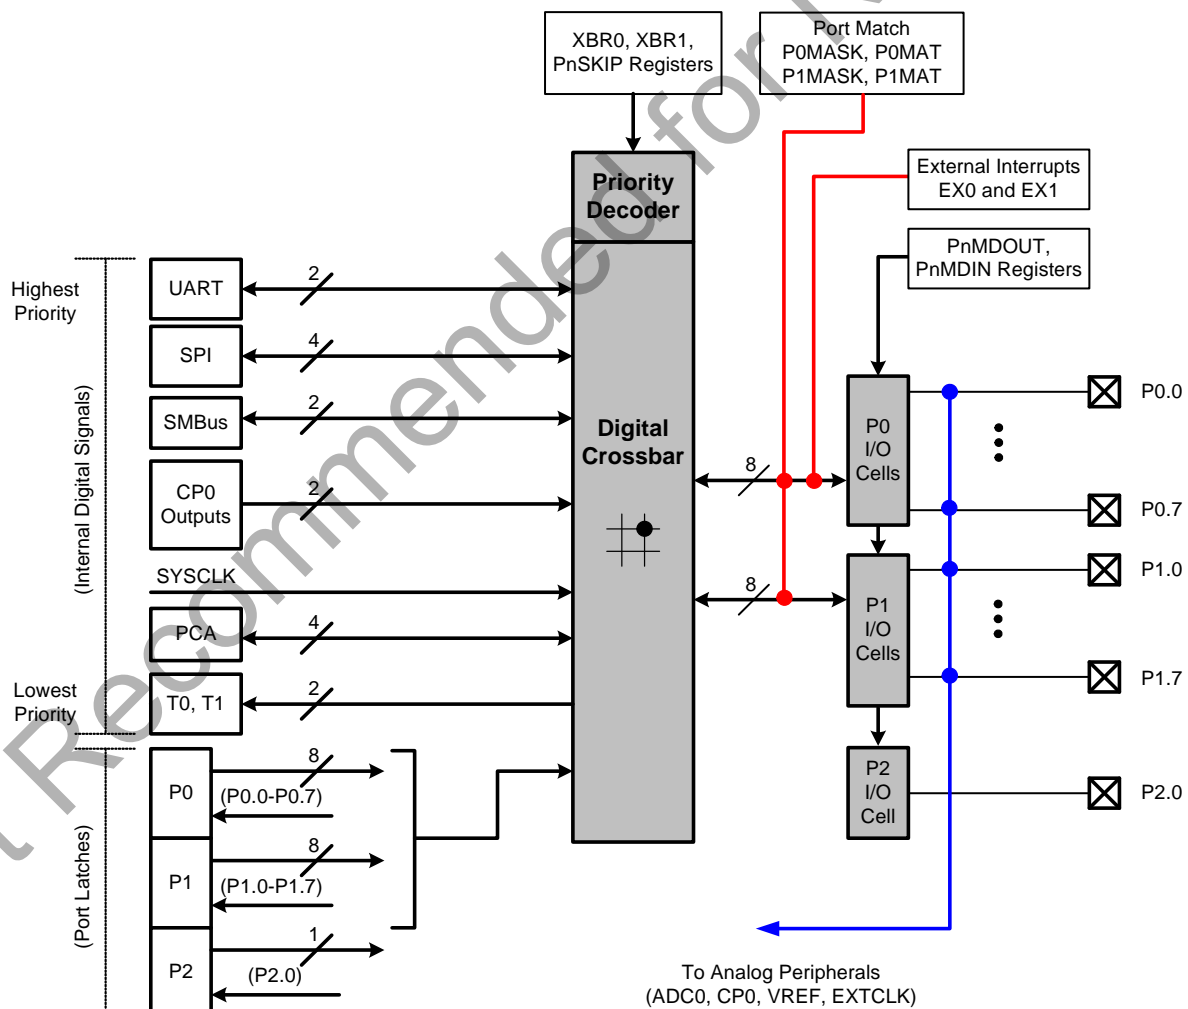 XBR0, XBR1,
PnSKIP Registers
Port Match
P0MASK, P0MAT
P1MASK, P1MAT
Priority
Decoder
External Interrupts
EX0 and EX1
PnMDOUT,
PnMDIN Registers
Highest
Priority
(Internal Digital Signals)
Lowest
Priority
UART
2
SPI
4
SMBus
2
CP0
Outputs
2
SYSCLK
PCA
4
T0, T1
2
Digital
Crossbar
8
8
P0
I/O
Cells
P1
I/O
Cells
P2
I/O
Cell
P0.0
P0.7
P1.0
P1.7
P2.0
(Port Latches)
P0
8
(P0.0-P0.7)
P1
8
(P1.0-P1.7)
P2
1
(P2.0)
To Analog Peripherals
(ADC0, CP0, VREF, EXTCLK)
Recommended for